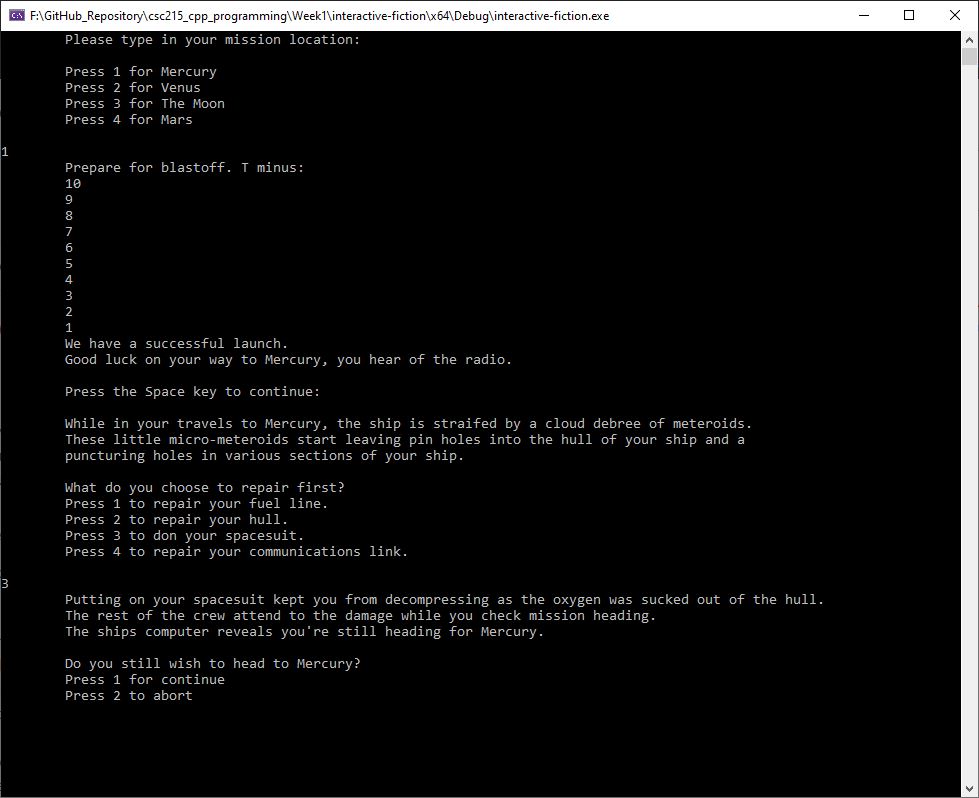 F:\GitHub_Repository\csc215_cpp_programming\Week1\interactive-fiction\x64\Debug\interactive-fiction.exe
Please type in your mission location:
Press 1 for Mercury
Press 2 for Venus
Press 3 for The Moon
Press 4 for Mars
1
Prepare for blastoff. T minus:
10
9
8
7
6
5
4
3
2
1
We have a successful launch.
Good luck on your way to Mercury, you hear of the radio.
Press the Space key to continue:
While in your travels to Mercury, the ship is straifed by a cloud debree of meteroids.
These little micro-meteroids start leaving pin holes into the hull of your ship and a
puncturing holes in various sections of your ship.
What do you choose to repair first?
Press 1 to repair your fuel line.
Press 2 to repair your hull.
Press 3 to don your spacesuit.
Press 4 to repair your communications link.
3
Putting on your spacesuit kept you from decompressing as the oxygen was sucked out of the hull.
The rest of the crew attend to the damage while you check mission heading.
The ships computer reveals you're still heading for Mercury.
Do you still wish to head to Mercury?
Press 1 for continue
Press 2 to abort